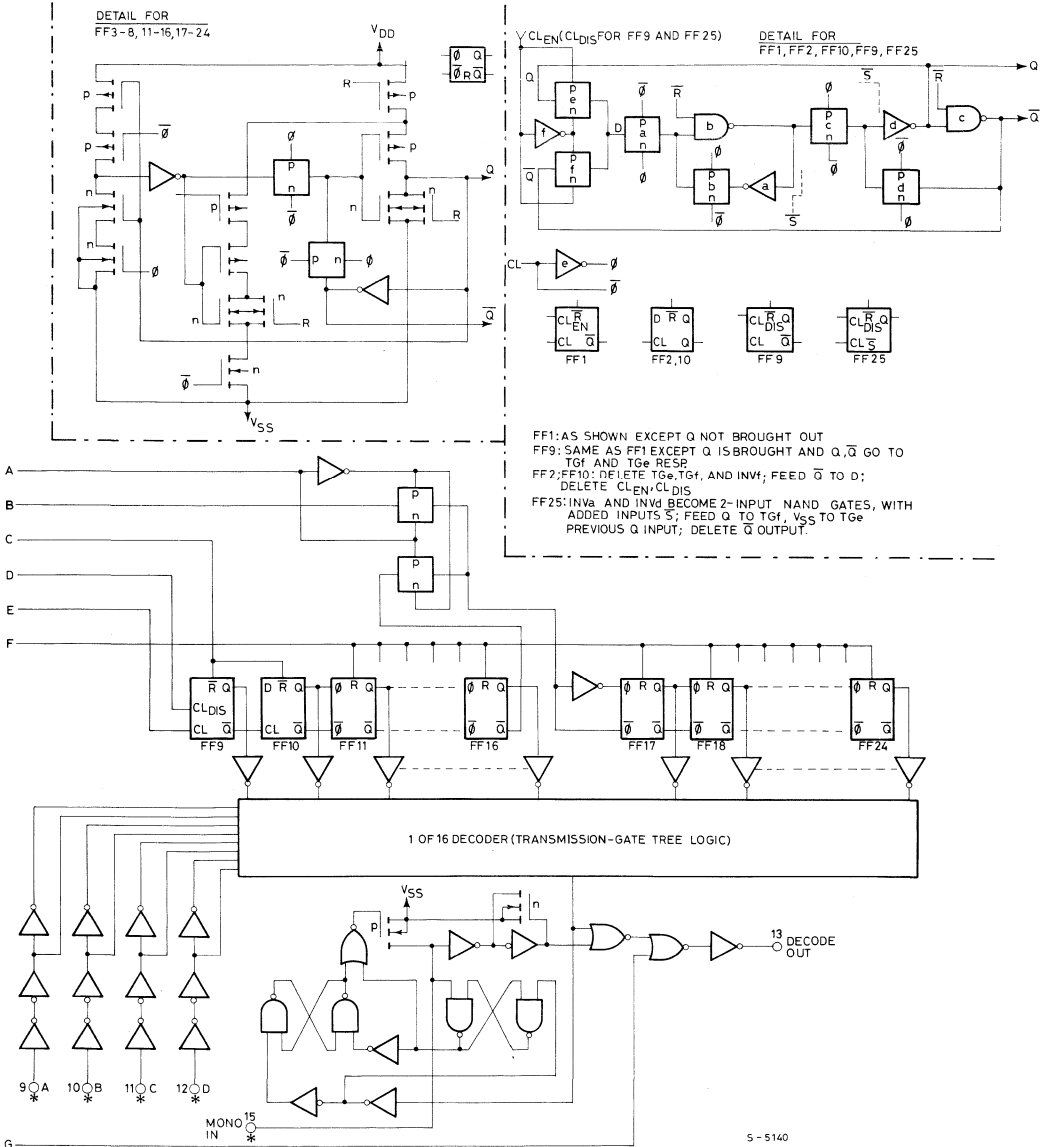 DETAIL FOR
FF3-8, 11-16, 17-24
VDD
p
p
n
n
ϕ̅
ϕ
p
n
ϕ
ϕ̅
p
n
n
R
ϕ̅
n
VSS
ϕ Q
ϕ̅ R Q̅
R
p
p
n
R
Q
ϕ̅ p n ϕ
Q̅
CLEN(CLDIS FOR FF9 AND FF25)
DETAIL FOR
FF1, FF2, FF10, FF9, FF25
Q
p
e
n
f
Q̅
p
f
n
D
ϕ̅
p
a
n
ϕ
R̅
b
ϕ
p
b
n
ϕ̅
a
S̅
ϕ
p
c
n
ϕ
S̅
d
R̅
c
ϕ̅
p
d
n
ϕ
Q
Q̅
CL
e
ϕ
ϕ̅
CL R̅
EN
CL Q̅
FF1
D R̅ Q
CL Q̅
FF2,10
CL R̅ Q
DIS
CL Q̅
FF9
CL R̅ Q
DIS
CL S̅
FF25
FF1: AS SHOWN EXCEPT Q NOT BROUGHT OUT
FF9: SAME AS FF1 EXCEPT Q IS BROUGHT AND Q, Q̅ GO TO
TGf AND TGe RESP.
FF2; FF10: DELETE TGe, TGf, AND INVf; FEED Q̅ TO D;
DELETE CLEN, CLDIS
FF25: INVa AND INVd BECOME 2-INPUT NAND GATES, WITH
ADDED INPUTS S̅; FEED Q TO TGf, VSS TO TGe
PREVIOUS Q INPUT; DELETE Q̅ OUTPUT.
A
B
C
D
E
F
p
n
p
n
R̅ Q
CLDIS
CL Q̅
FF9
D R̅ Q
CL Q̅
FF10
ϕ R Q
ϕ̅ Q̅
FF11
ϕ R Q
ϕ̅ Q̅
FF16
ϕ R Q
ϕ̅ Q̅
FF17
ϕ R Q
ϕ̅ Q̅
FF18
ϕ R Q
ϕ̅ Q̅
FF24
1 OF 16 DECODER (TRANSMISSION-GATE TREE LOGIC)
VSS
p
n
13 DECODE
OUT
9 A
*
10 B
*
11 C
*
12 D
*
MONO 15
IN *
G
S-5140